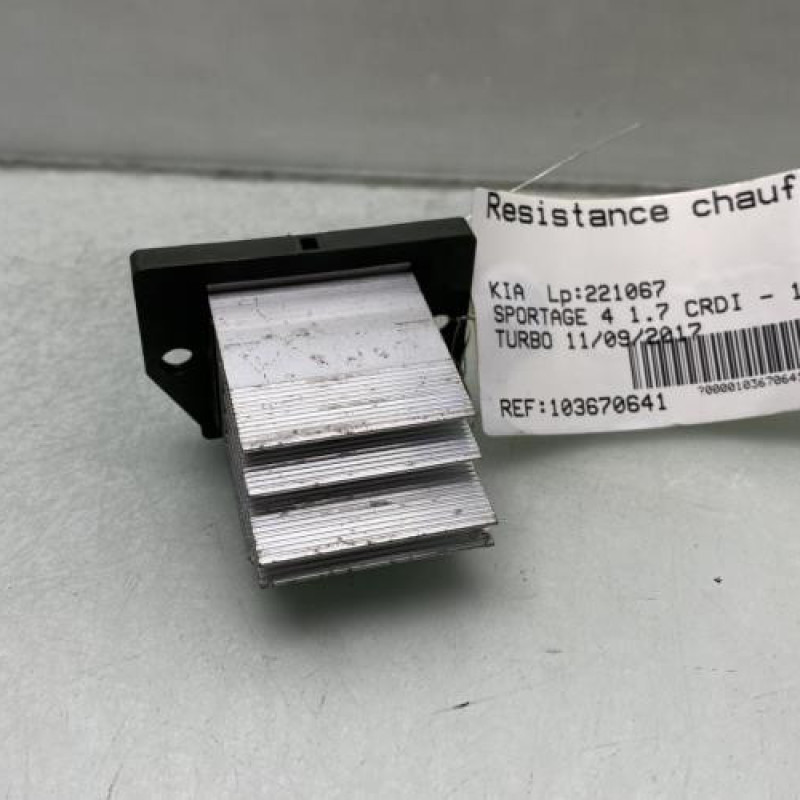 Resistance chauf
KIA Lp:221067
SPORTAGE 4 1.7 CRDI - 1
TURBO 11/09/2017
REF:103670641